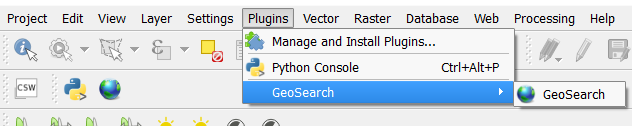 Project Edit View Layer Settings Plugins Vector Raster Database Web Processing Help
Manage and Install Plugins...
Python Console Ctrl+Alt+P
CSW
GeoSearch GeoSearch